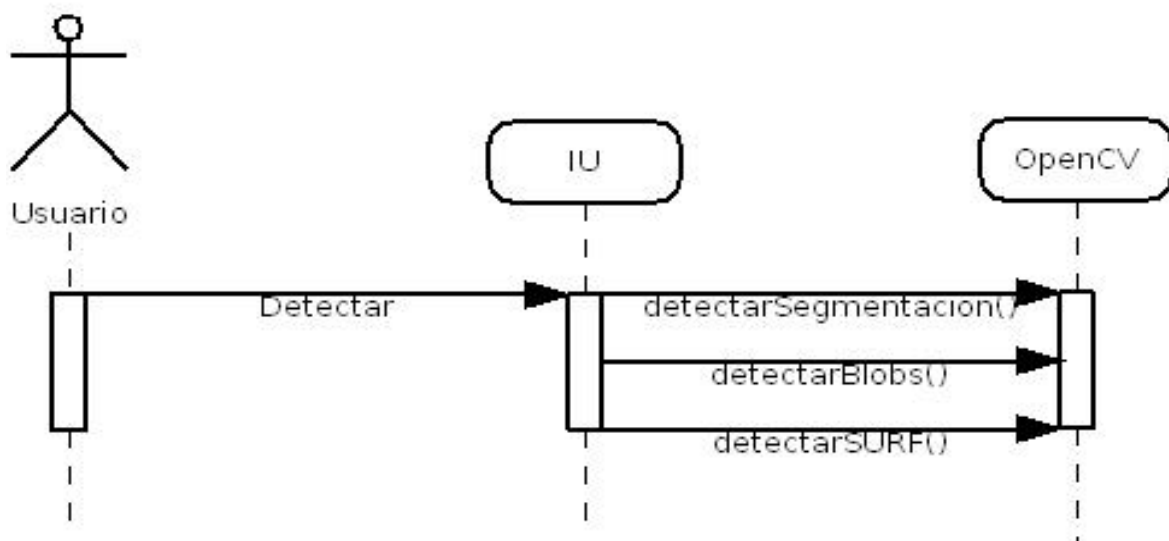 Usuario
IU
OpenCV
Detectar
detectarSegmentacion()
detectarBlobs()
detectarSURF()